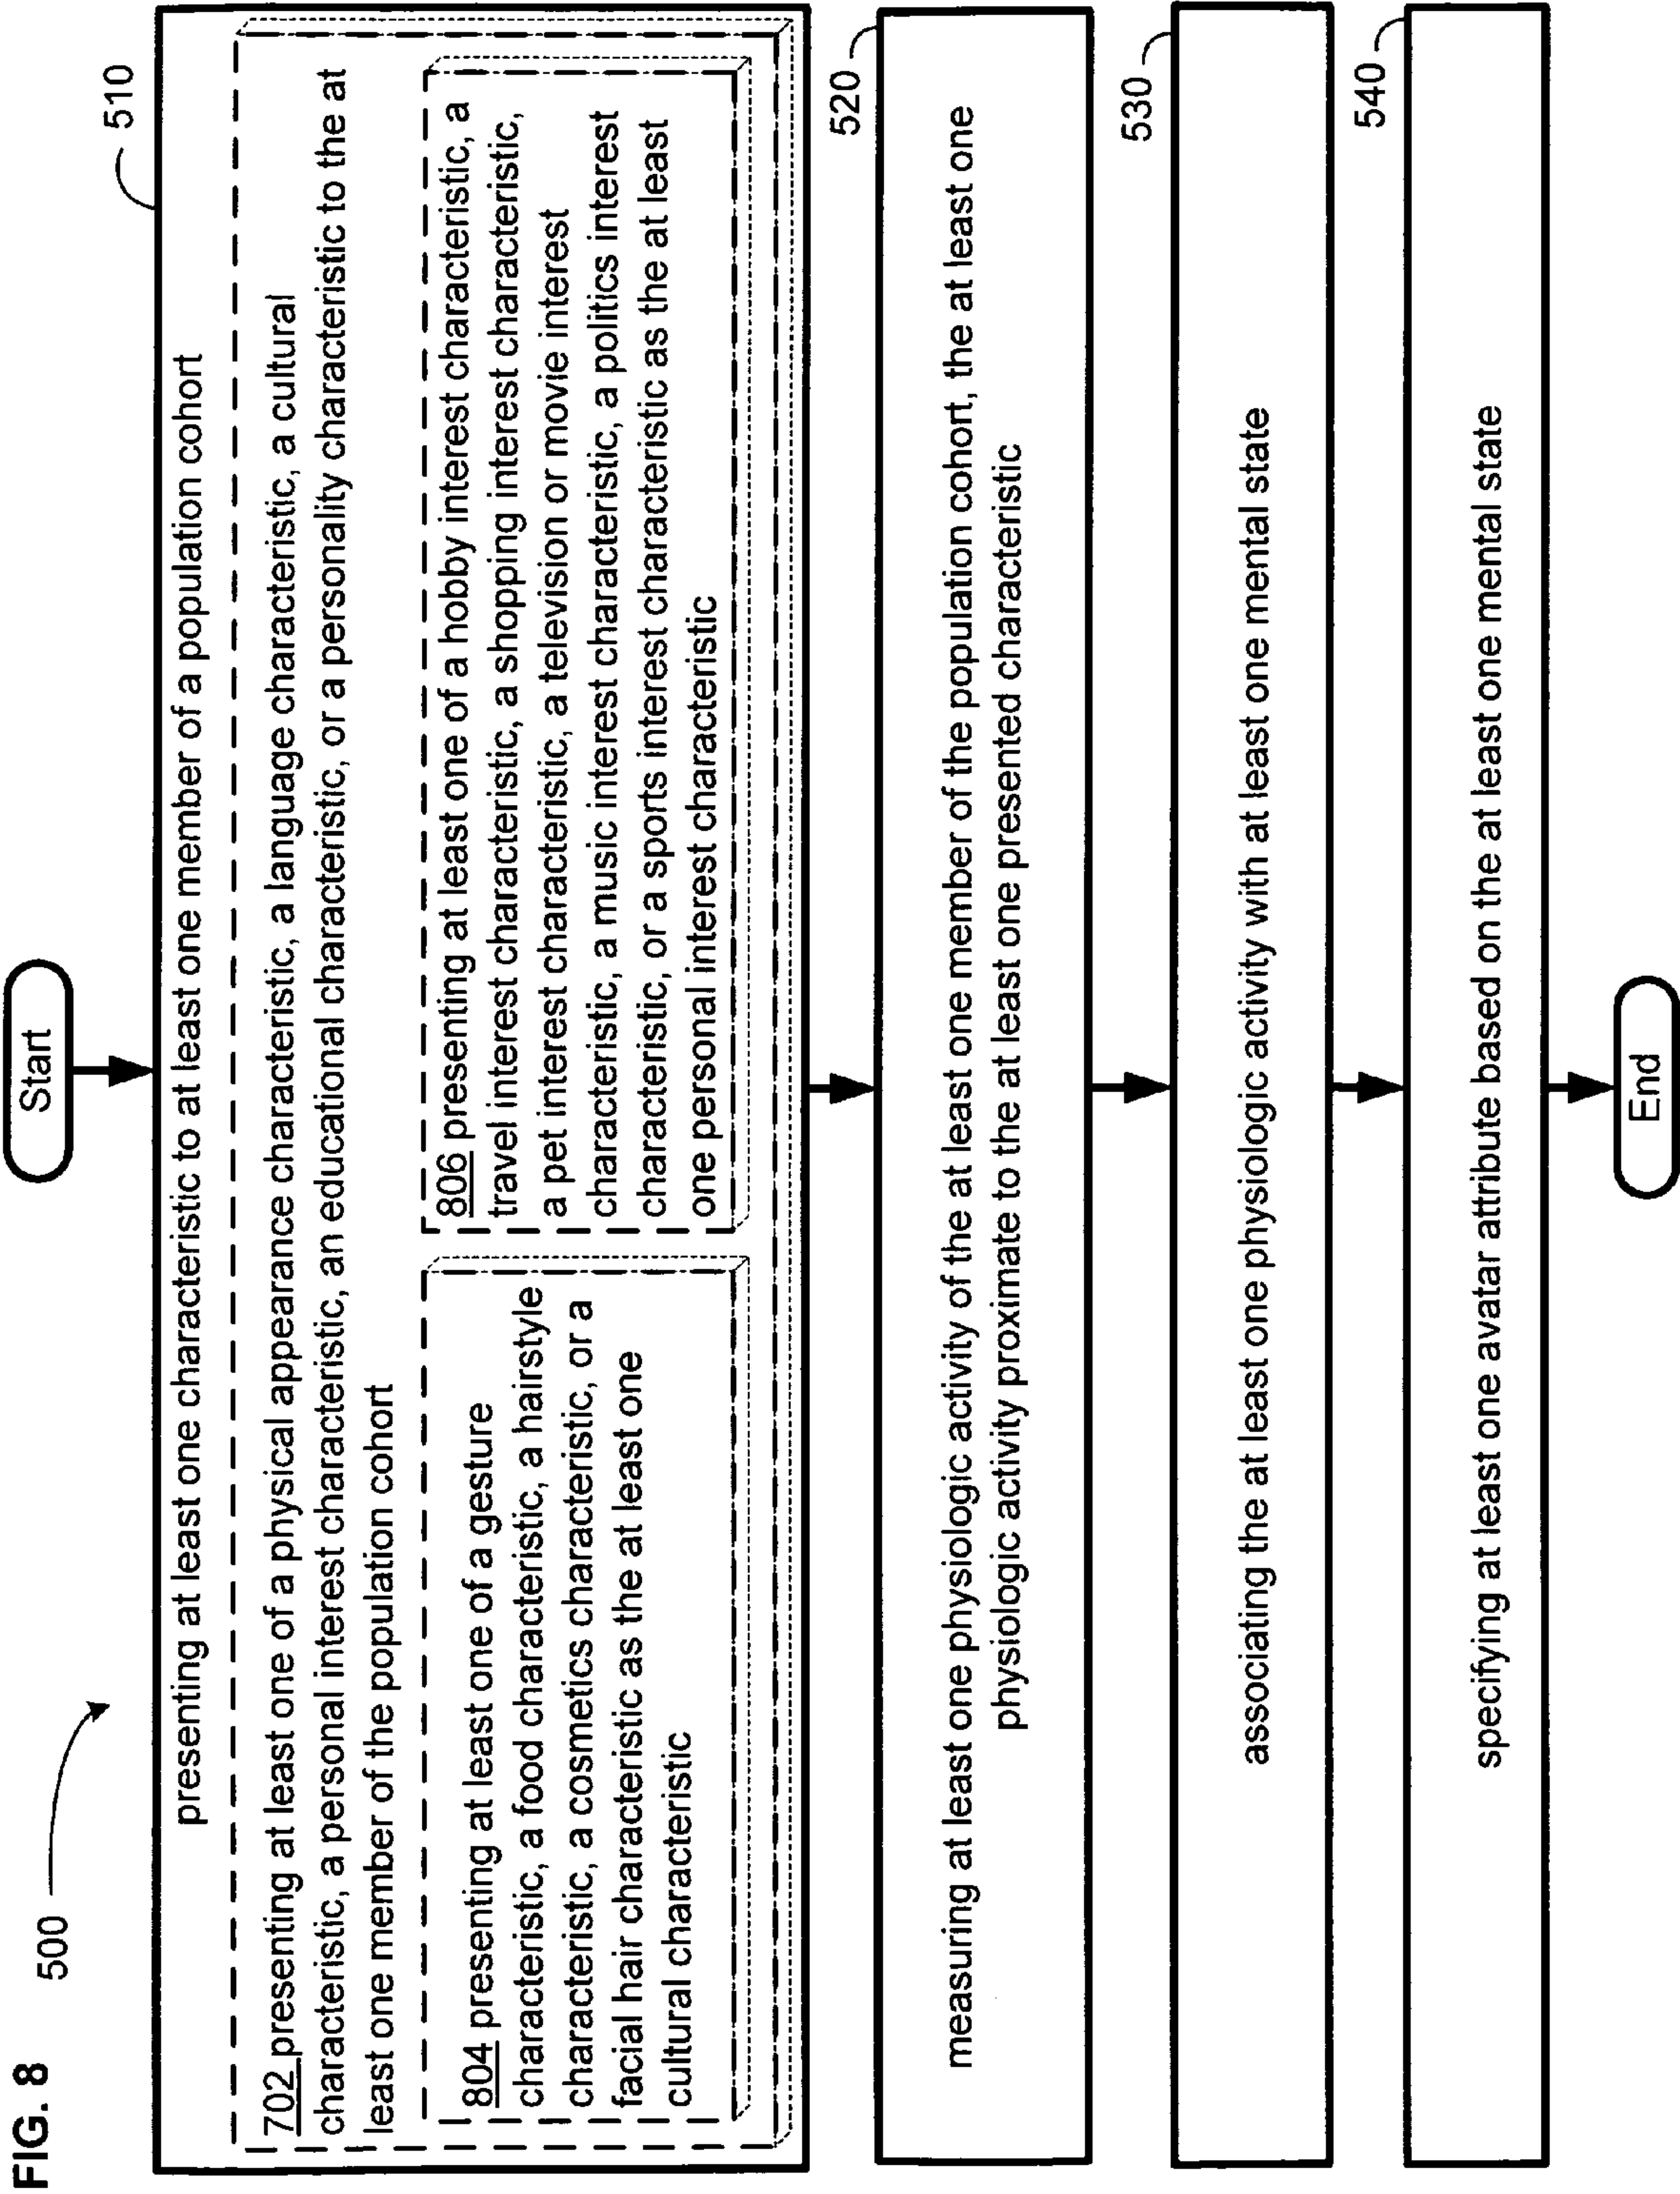 FIG. 8
500
Start
510
presenting at least one characteristic to at least one member of a population cohort
702 presenting at least one of a physical appearance characteristic, a language characteristic, a cultural
characteristic, a personal interest characteristic, an educational characteristic, or a personality characteristic to the at
least one member of the population cohort
804 presenting at least one of a gesture
characteristic, a food characteristic, a hairstyle
characteristic, a cosmetics characteristic, or a
facial hair characteristic as the at least one
cultural characteristic
806 presenting at least one of a hobby interest characteristic, a
travel interest characteristic, a shopping interest characteristic,
a pet interest characteristic, a television or movie interest
characteristic, a music interest characteristic, a politics interest
characteristic, or a sports interest characteristic as the at least
one personal interest characteristic
520
measuring at least one physiologic activity of the at least one member of the population cohort, the at least one
physiologic activity proximate to the at least one presented characteristic
530
associating the at least one physiologic activity with at least one mental state
540
specifying at least one avatar attribute based on the at least one mental state
End